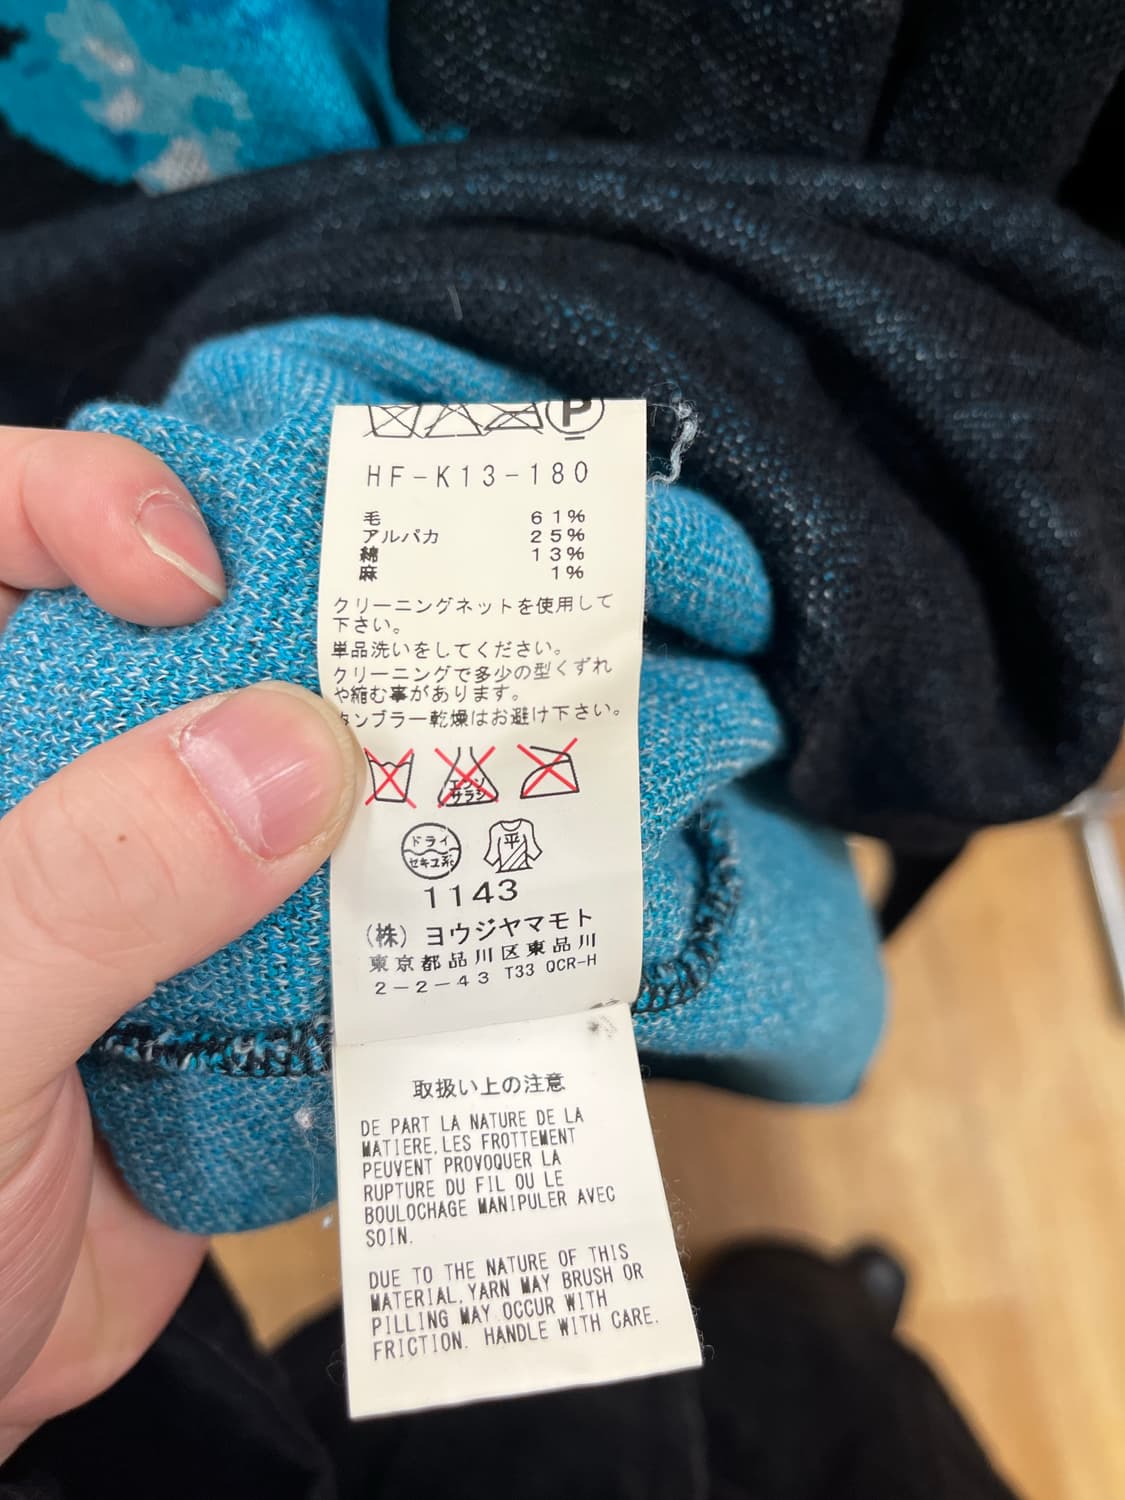 P
HF-K13-180
毛 61%
アルパカ 25%
綿 13%
麻 1%
クリーニングネットを使用して
下さい。
単品洗いをしてください。
クリーニングで多少の型くずれ
や縮む事があります。
タンブラー乾燥はお避け下さい。
エンソ
サラシ
ドライ
セキユ系
平
1143
(株) ヨウジヤマモト
東京都品川区東品川
2-2-43 T33 QCR-H
取扱い上の注意
DE PART LA NATURE DE LA
MATIERE,LES FROTTEMENT
PEUVENT PROVOQUER LA
RUPTURE DU FIL OU LE
BOULOCHAGE MANIPULER AVEC
SOIN.
DUE TO THE NATURE OF THIS
MATERIAL,YARN MAY BRUSH OR
PILLING MAY OCCUR WITH
FRICTION. HANDLE WITH CARE.